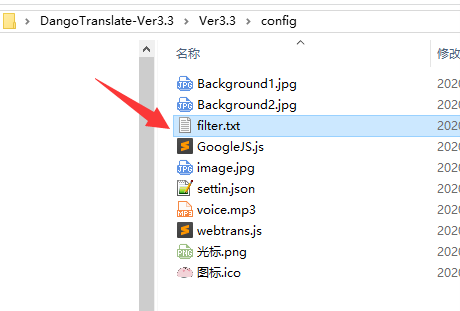 DangoTranslate-Ver3.3 > Ver3.3 > config
名称 修改
Background1.jpg 2020
Background2.jpg 2020
filter.txt 2020
GoogleJS.js 2020
image.jpg 2020
settin.json 2020
voice.mp3 2020
webtrans.js 2020
光标.png 2020
图标.ico 2020